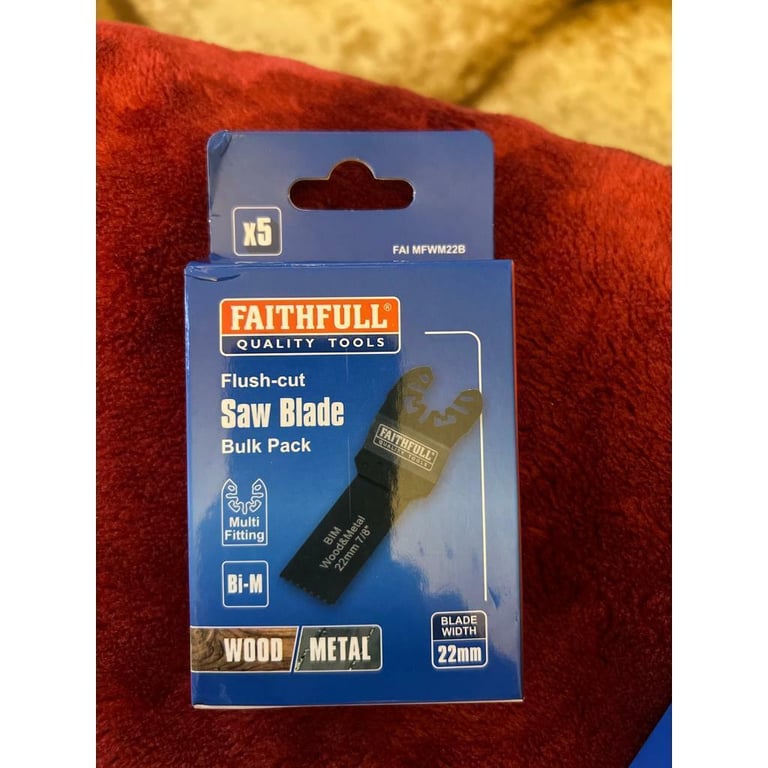 x5
FAI MFWM22B
FAITHFULL®
QUALITY TOOLS
Flush-cut
Saw Blade
Bulk Pack
FAITHFULL®
QUALITY TOOLS
BIM
Wood&Metal
22mm 7/8"
Multi
Fitting
Bi-M
WOOD METAL
BLADE
WIDTH
22mm